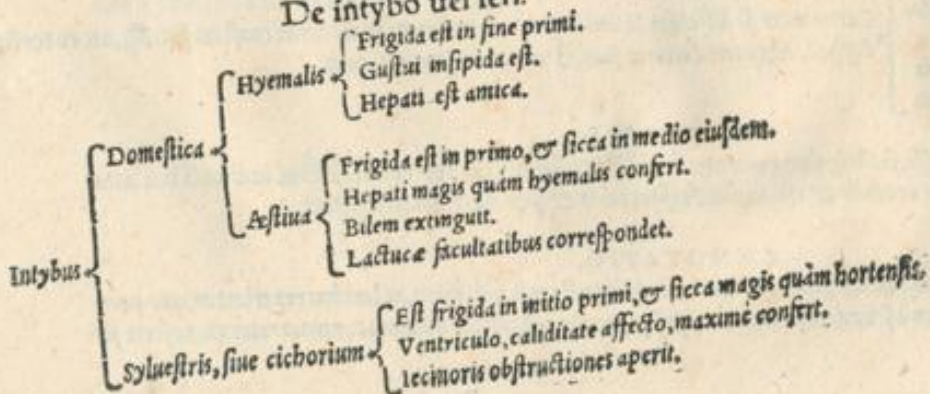 De intybo
Hyemalis
Frigida eſt in fine primi.
Guſtui inſipida eſt.
Hepati eſt amica.
Domeſtica
Æſtiua
Frigida eſt in primo, & ſicca in medio eiuſdem.
Hepati magis quàm hyemalis confert.
Bilem extinguit.
Lactucæ facultatibus correſpondet.
Intybus
Sylueſtris, ſiue cichorium
Eſt frigida in initio primi, & ſicca magis quàm hortenſis.
Ventriculo, caliditate affecto, maximè confert.
Iecinoris obſtructiones aperit.